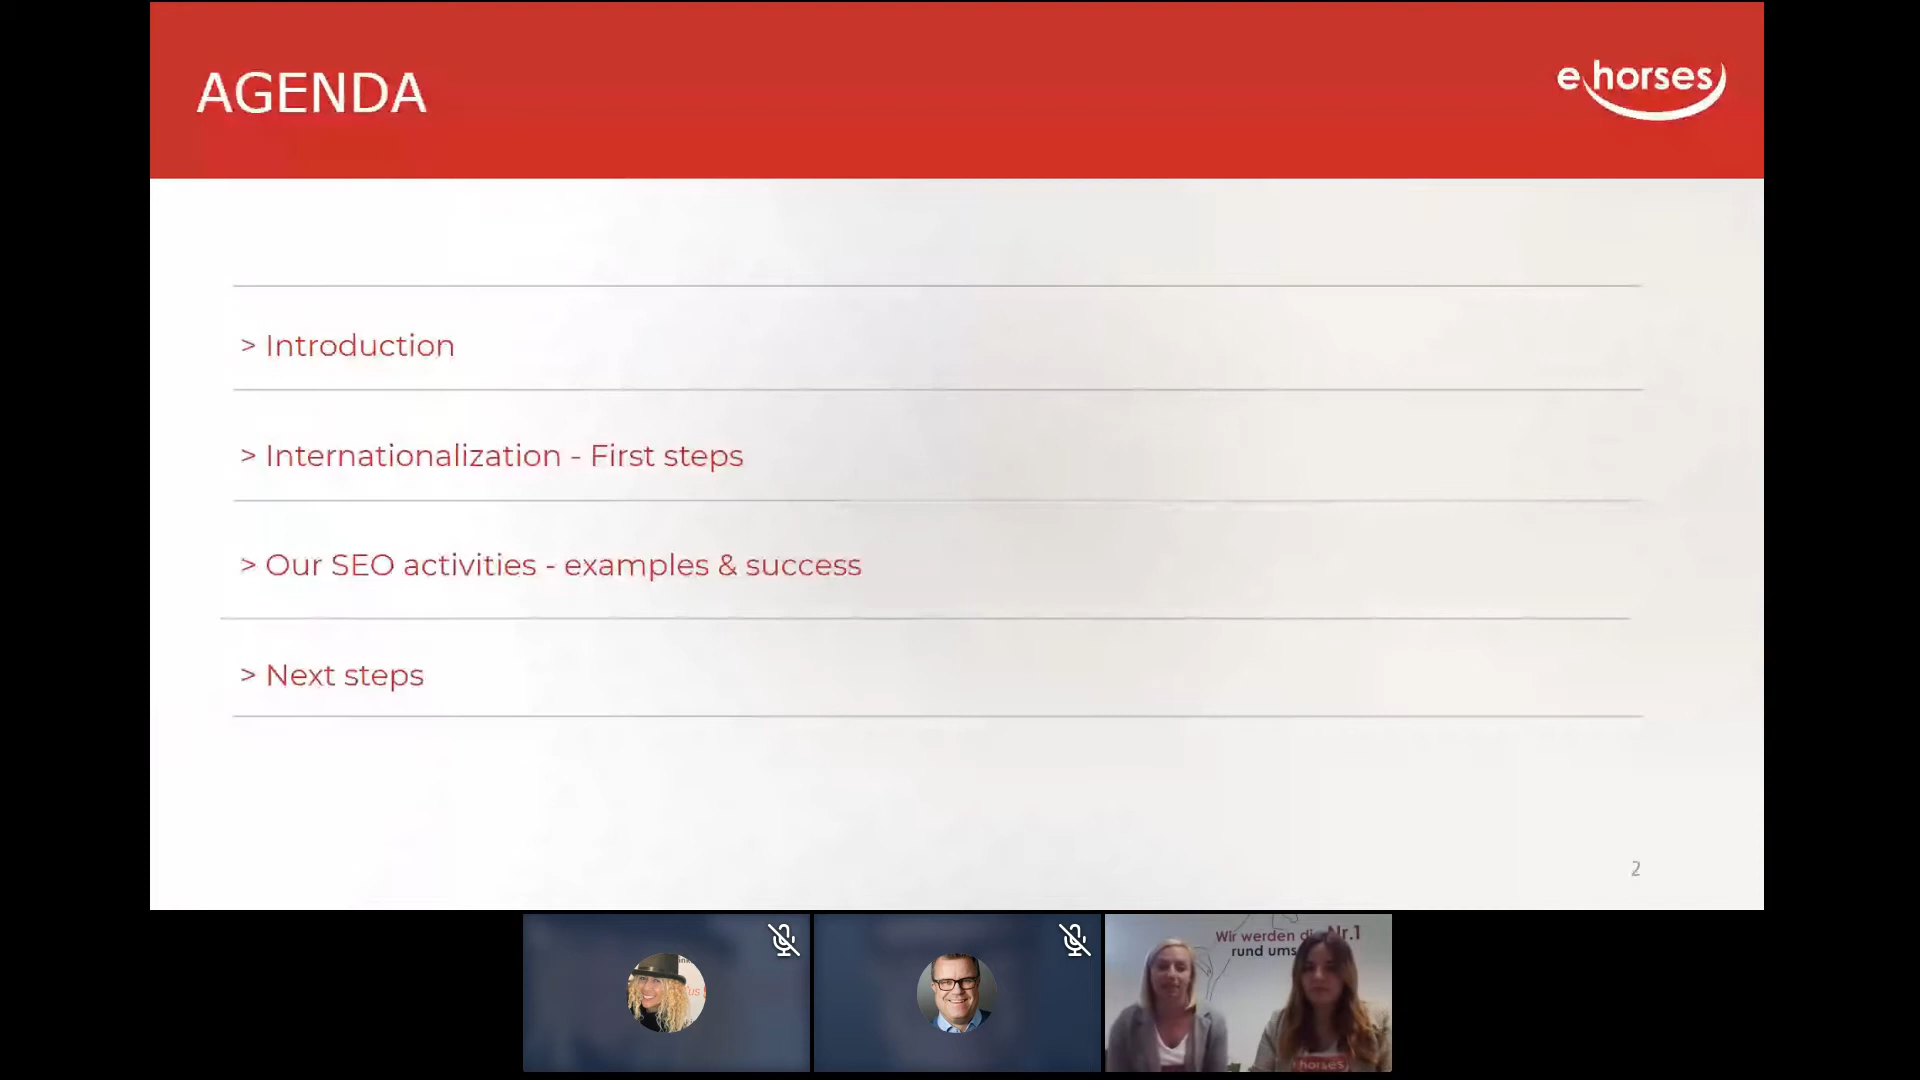 AGENDA
ehorses
> Introduction
> Internationalization - First steps
> Our SEO activities - examples & success
> Next steps
2
Wir werden die Nr.1
rund ums
horses